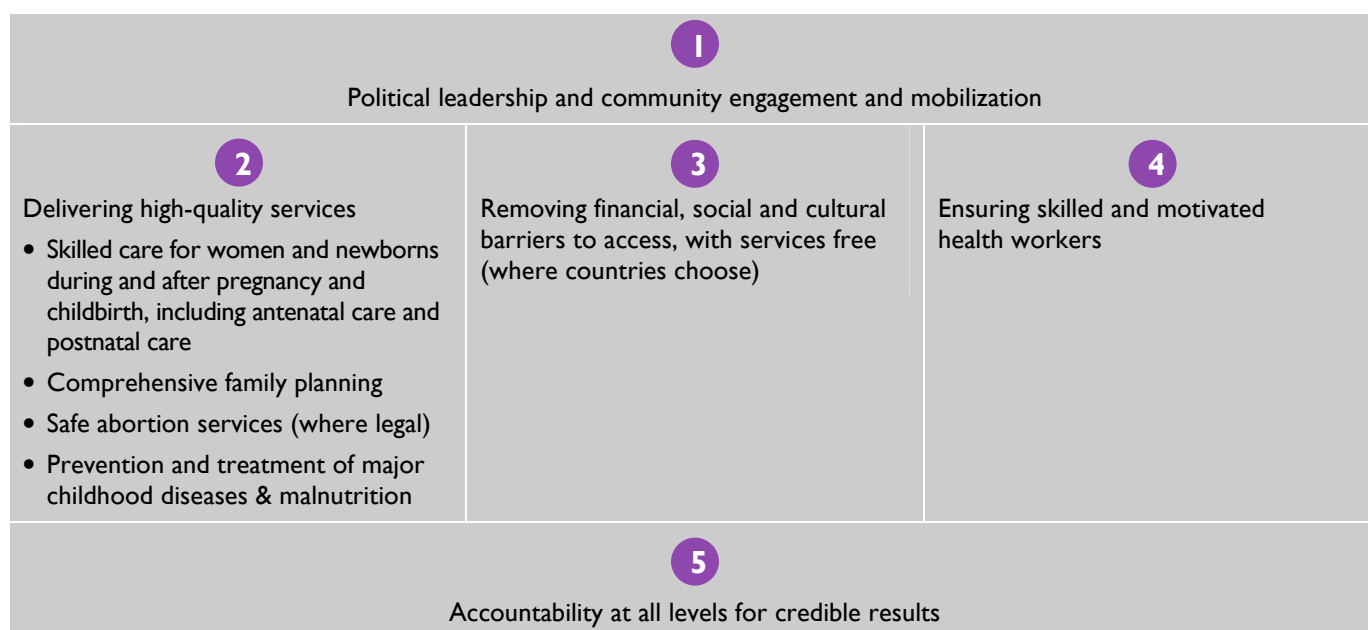 1
Political leadership and community engagement and mobilization
2
Delivering high-quality services
• Skilled care for women and newborns
during and after pregnancy and
childbirth, including antenatal care and
postnatal care
• Comprehensive family planning
• Safe abortion services (where legal)
• Prevention and treatment of major
childhood diseases & malnutrition
3
Removing financial, social and cultural
barriers to access, with services free
(where countries choose)
4
Ensuring skilled and motivated
health workers
5
Accountability at all levels for credible results